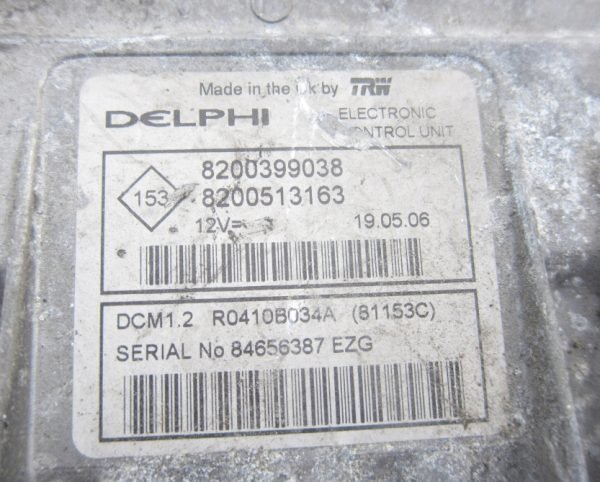 Made in the Uk by TRW
DELPHI
ELECTRONIC
CONTROL UNIT
153
8200399038
8200513163
12V=
19.05.06
DCM1.2 R0410B034A (81153C)
SERIAL No 84656387 EZG